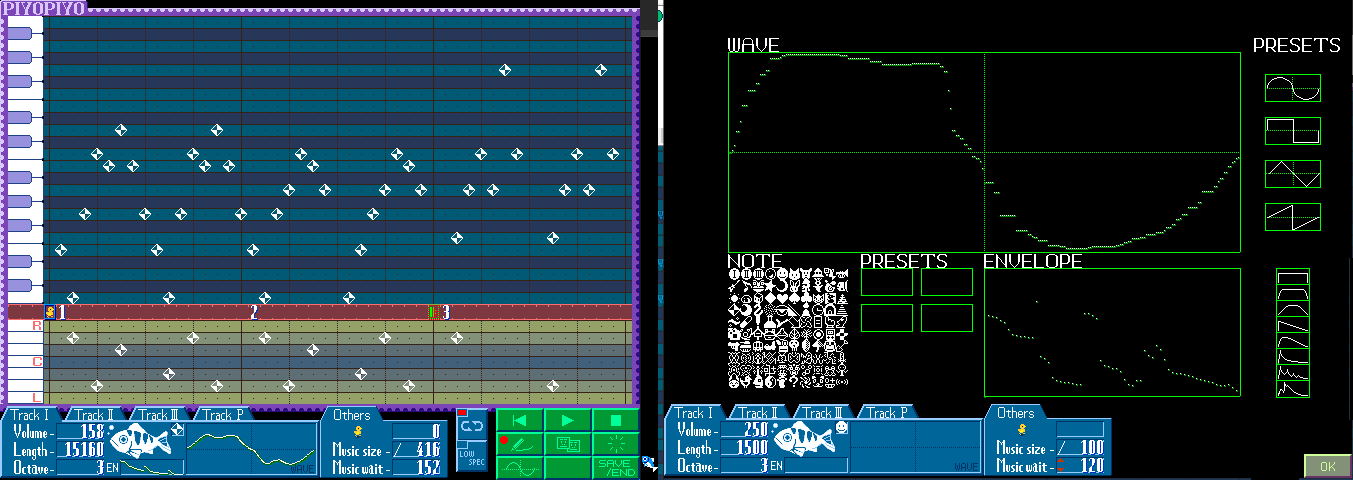 PIYOPIYO
1 2 3
R
C
L
Track I Track II Track III Track P Others
Volume - 158
Length - 15160
Octave - 3 EN
WAVE
0
Music size - / 416
Music wait - 152
LOW SPEC
SAVE /END
WAVE
PRESETS
NOTE PRESETS ENVELOPE
Track I Track II Track III Track P Others
Volume - 250
Length - 1500
Octave - 3 EN
WAVE
Music size - / 100
Music wait - 120
OK